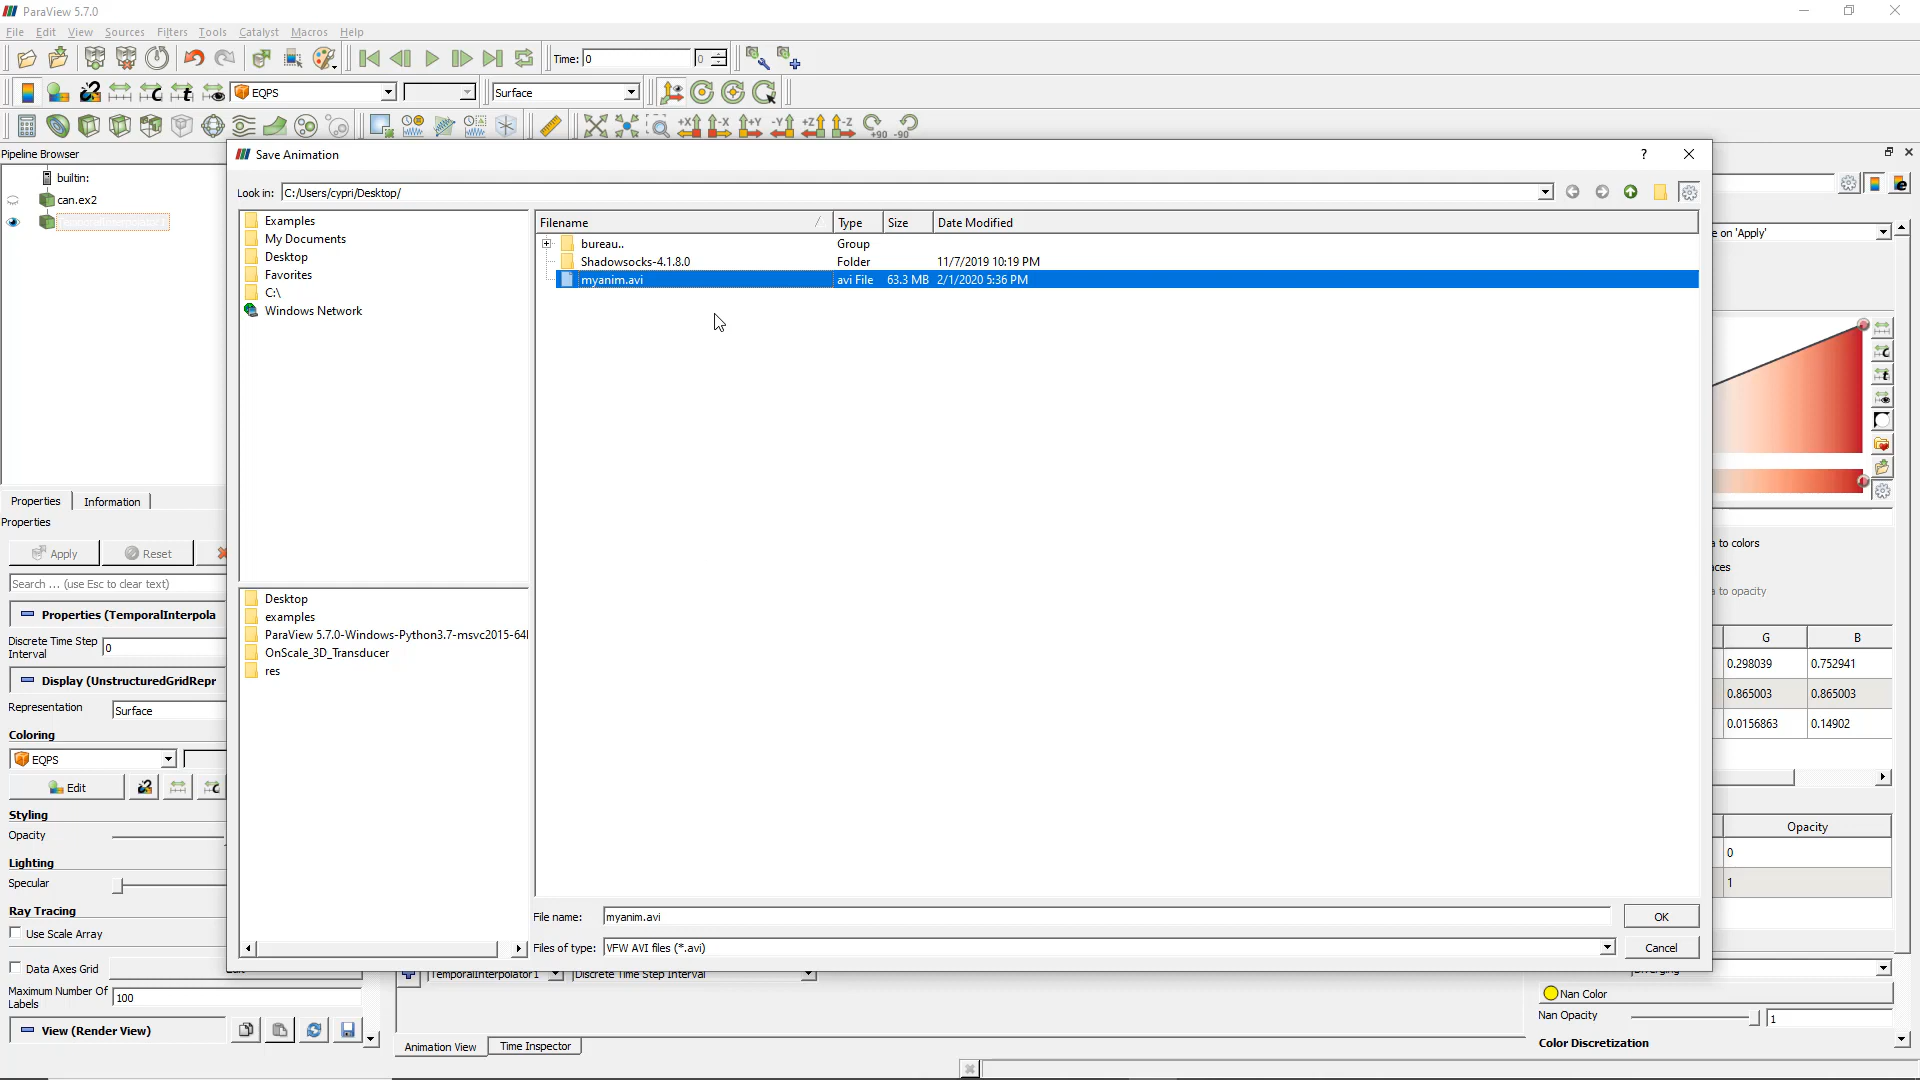 ParaView 5.7.0
File Edit View Sources Filters Tools Catalyst Macros Help
Time: 0 0
EQPS Surface
+X -X +Y -Y +Z -Z +90 -90
Pipeline Browser
builtin:
can.ex2
Save Animation ?
Look in: C:/Users/cypri/Desktop/
Examples
My Documents
Desktop
Favorites
C:\
Windows Network
Filename / Type Size Date Modified
bureau.. Group
Shadowsocks-4.1.8.0 Folder 11/7/2019 10:19 PM
myanim.avi avi File 63.3 MB 2/1/2020 5:36 PM
e on 'Apply'
Properties Information
Properties
Apply Reset
Search ... (use Esc to clear text)
Properties (TemporalInterpola
Discrete Time Step Interval 0
Display (UnstructuredGridRepr
Representation Surface
Coloring
EQPS
Edit
Styling
Opacity
Lighting
Specular
Ray Tracing
Use Scale Array
Data Axes Grid
Maximum Number Of Labels 100
View (Render View)
Desktop
examples
ParaView 5.7.0-Windows-Python3.7-msvc2015-64
OnScale_3D_Transducer
res
File name: myanim.avi OK
Files of type: VFW AVI files (*.avi) Cancel
TemporalInterpolator1 Discrete Time Step Interval
Animation View Time Inspector
a to colors
ces
a to opacity
G B
0.298039 0.752941
0.865003 0.865003
0.0156863 0.14902
Opacity
0
1
Diverging
Nan Color
Nan Opacity 1
Color Discretization